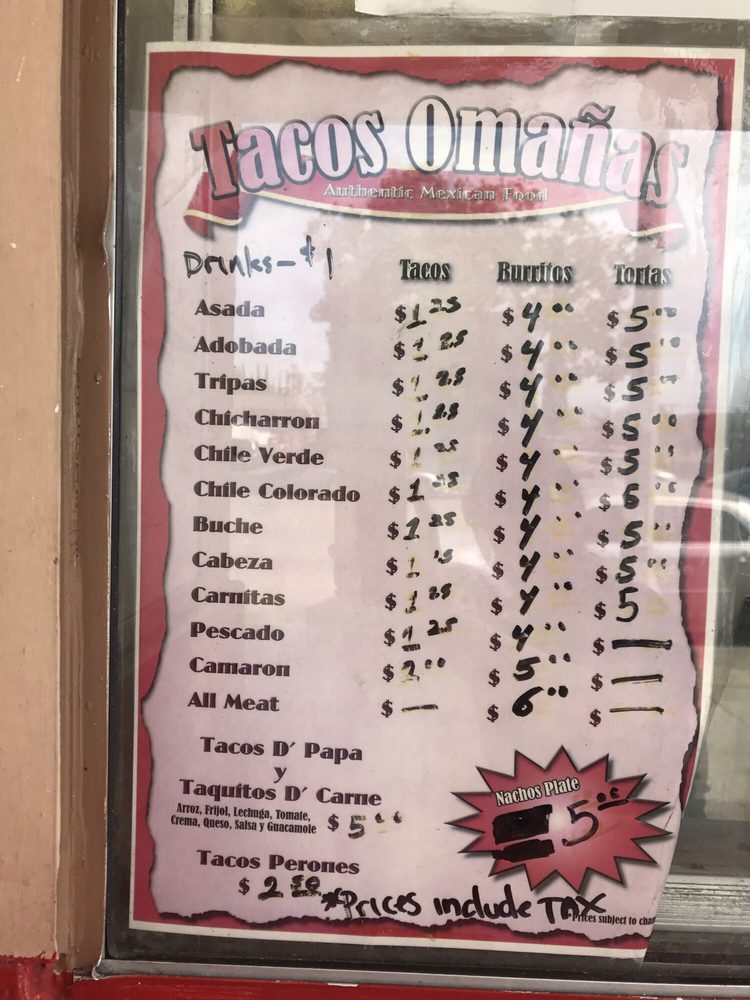 Tacos Omañas
Authentic Mexican Food
Drinks - $1
Tacos Burritos Tortas
Asada $1.25 $4.00 $5.00
Adobada $1.25 $4.00 $5.00
Tripas $1.25 $4.00 $5.00
Chicharron $1.25 $4.00 $5.00
Chile Verde $1.25 $4.00 $5.00
Chile Colorado $1.25 $4.00 $5.00
Buche $1.25 $4.00 $5.00
Cabeza $1.25 $4.00 $5.00
Carnitas $1.25 $4.00 $5
Pescado $1.25 $4.00 $ —
Camaron $2.00 $5.00 $ —
All Meat $ — $6.00 $ —
Tacos D' Papa
y
Taquitos D' Carne
Arroz, Frijol, Lechuga, Tomate,
Crema, Queso, Salsa y Guacamole $5.00
Nachos Plate
5.00
Tacos Perones
$2.50
*Prices include TAX
Prices subject to